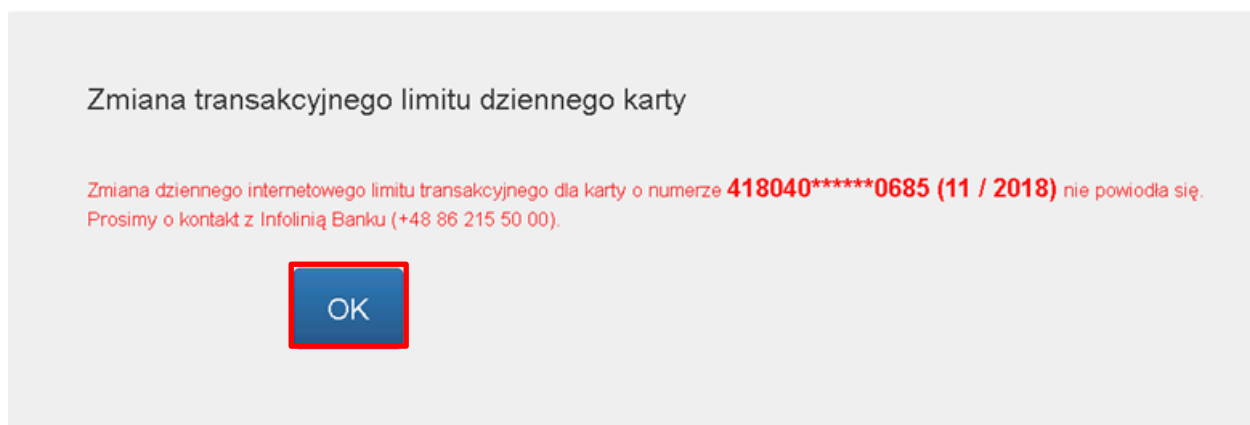 Zmiana transakcyjnego limitu dziennego karty
Zmiana dziennego internetowego limitu transakcyjnego dla karty o numerze 418040******0685 (11 / 2018) nie powiodła się.
Prosimy o kontakt z Infolinią Banku (+48 86 215 50 00).
OK